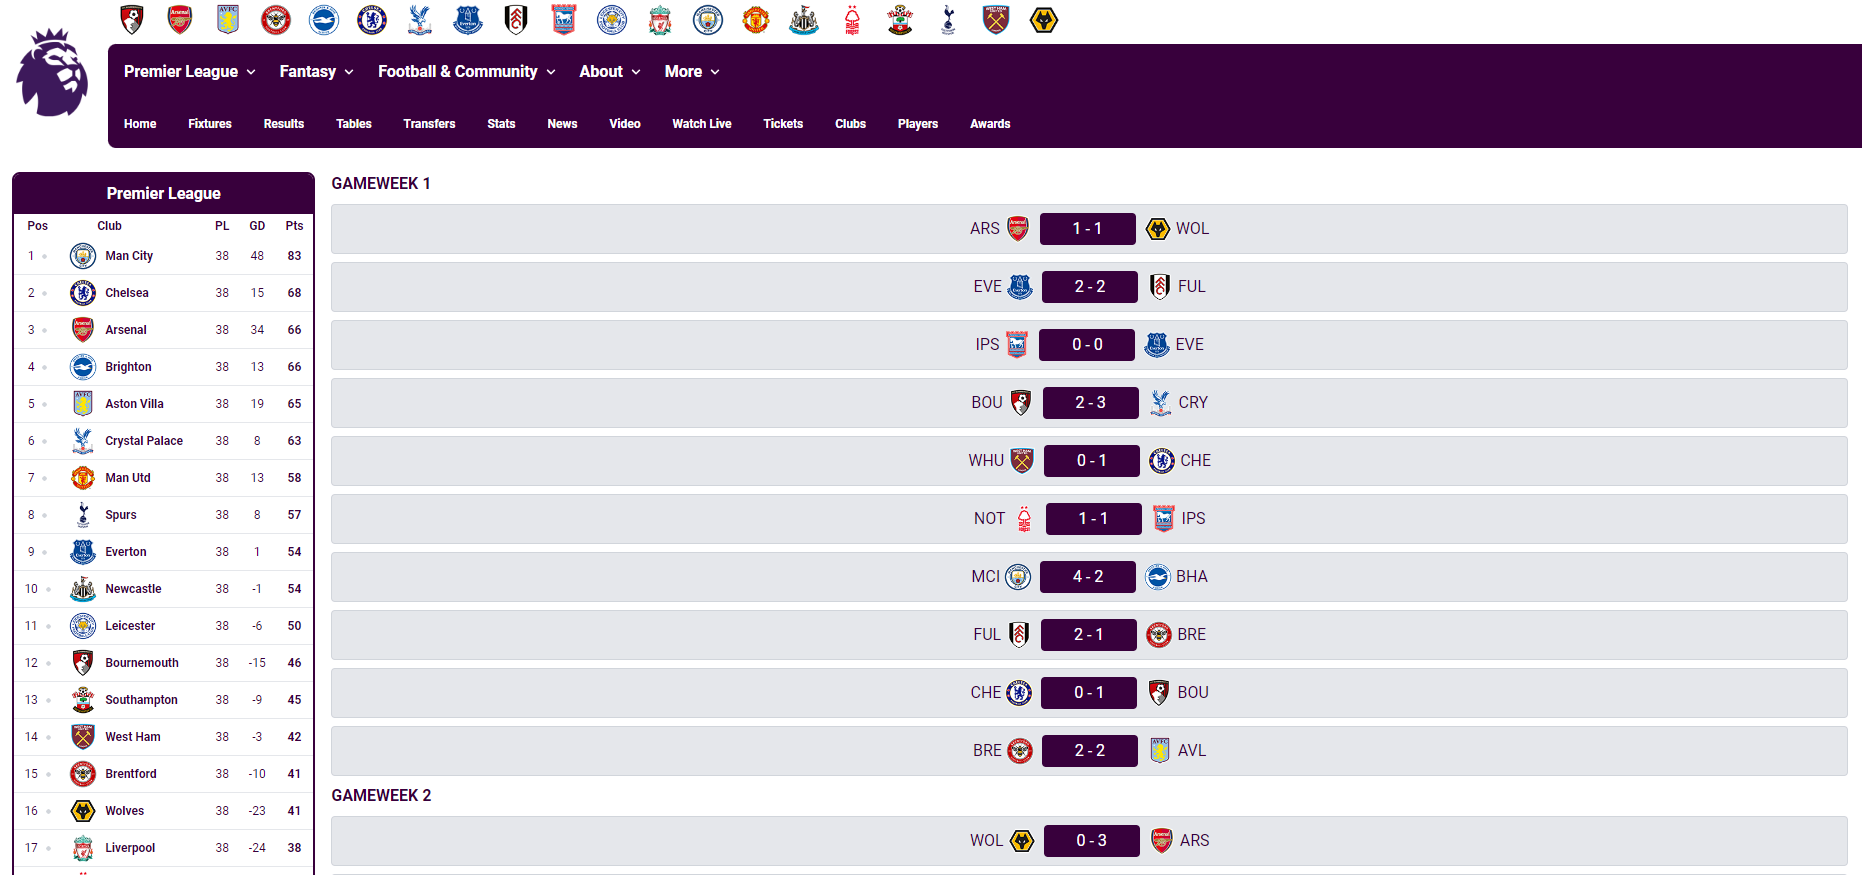 Premier League Fantasy Football & Community About More
Home Fixtures Results Tables Transfers Stats News Video Watch Live Tickets Clubs Players Awards
Premier League
Pos Club PL GD Pts
1 Man City 38 48 83
2 Chelsea 38 15 68
3 Arsenal 38 34 66
4 Brighton 38 13 66
5 Aston Villa 38 19 65
6 Crystal Palace 38 8 63
7 Man Utd 38 13 58
8 Spurs 38 8 57
9 Everton 38 1 54
10 Newcastle 38 -1 54
11 Leicester 38 -6 50
12 Bournemouth 38 -15 46
13 Southampton 38 -9 45
14 West Ham 38 -3 42
15 Brentford 38 -10 41
16 Wolves 38 -23 41
17 Liverpool 38 -24 38
GAMEWEEK 1
ARS 1 - 1 WOL
EVE 2 - 2 FUL
IPS 0 - 0 EVE
BOU 2 - 3 CRY
WHU 0 - 1 CHE
NOT 1 - 1 IPS
MCI 4 - 2 BHA
FUL 2 - 1 BRE
CHE 0 - 1 BOU
BRE 2 - 2 AVL
GAMEWEEK 2
WOL 0 - 3 ARS